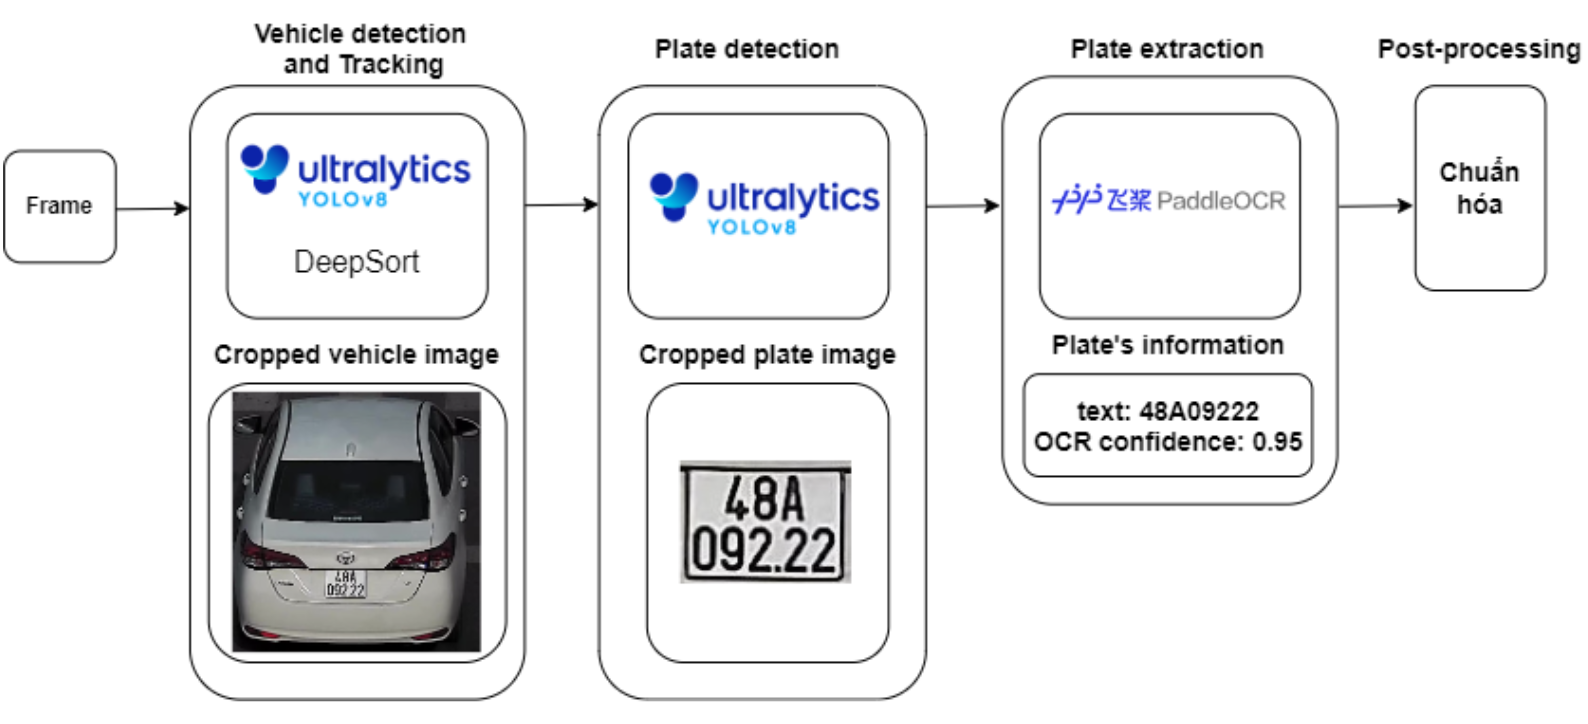 Vehicle detection
and Tracking
Plate detection
Plate extraction
Post-processing
Frame
ultralytics
YOLOv8
DeepSort
ultralytics
YOLOv8
飞桨 PaddleOCR
Chuẩn
hóa
Cropped vehicle image
Cropped plate image
Plate's information
text: 48A09222
OCR confidence: 0.95
48A
092.22
48A
092.22